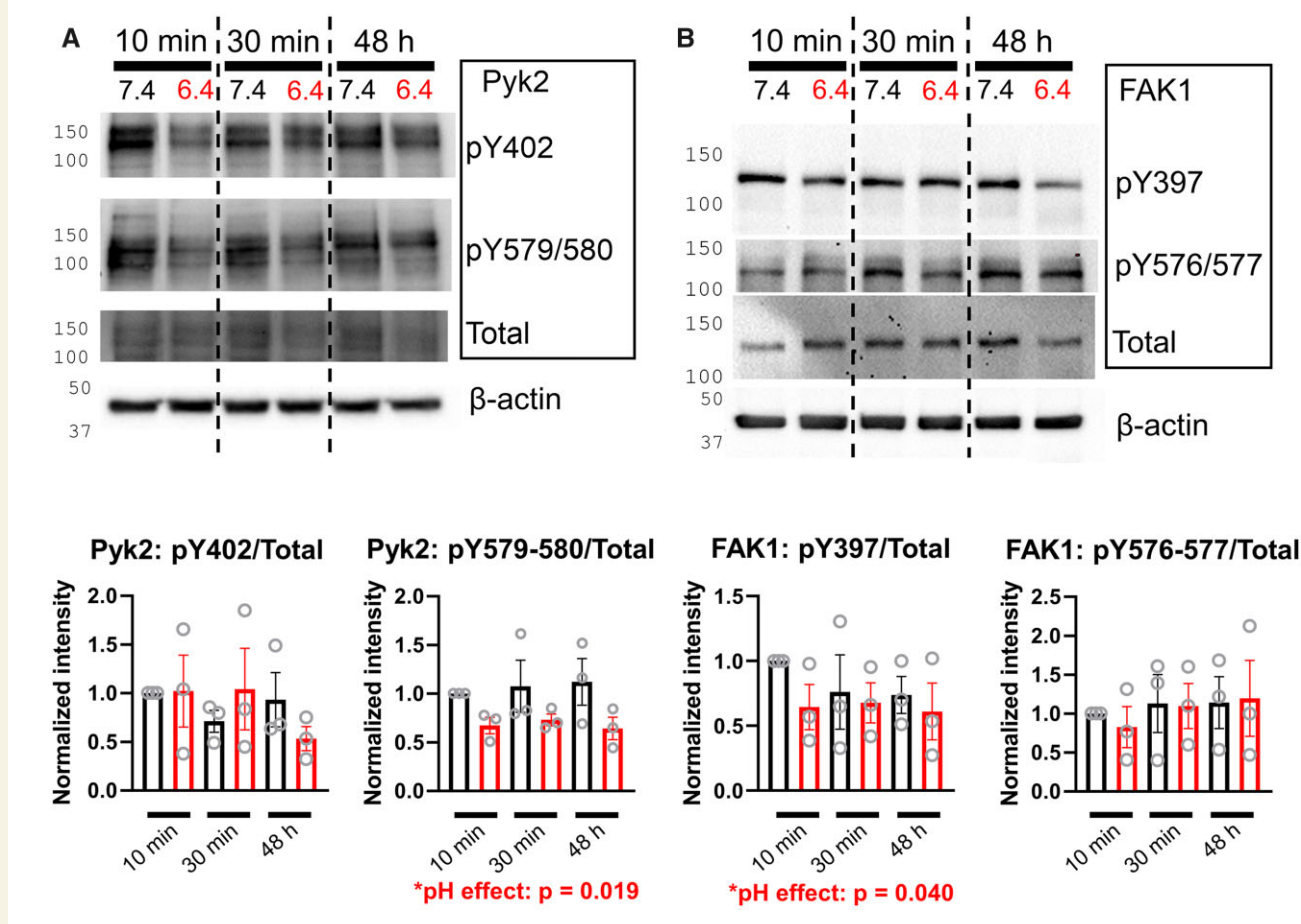 A
10 min 30 min 48 h
7.4 6.4 7.4 6.4 7.4 6.4
Pyk2
150
100
pY402
150
100
pY579/580
150
100
Total
50
37
β-actin
B
10 min 30 min 48 h
7.4 6.4 7.4 6.4 7.4 6.4
FAK1
150
100
pY397
150
100
pY576/577
150
100
Total
50
37
β-actin
Pyk2: pY402/Total
Normalized intensity
2.0
1.5
1.0
0.5
0.0
10 min 30 min 48 h
Pyk2: pY579-580/Total
Normalized intensity
2.0
1.5
1.0
0.5
0.0
10 min 30 min 48 h
*pH effect: p = 0.019
FAK1: pY397/Total
Normalized intensity
1.5
1.0
0.5
0.0
10 min 30 min 48 h
*pH effect: p = 0.040
FAK1: pY576-577/Total
Normalized intensity
2.5
2.0
1.5
1.0
0.5
0.0
10 min 30 min 48 h